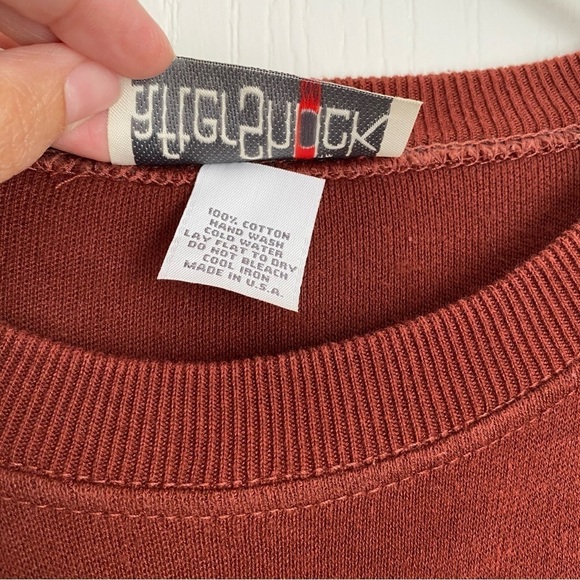 100% COTTON
HAND WASH
COLD WATER
LAY FLAT TO DRY
DO NOT BLEACH
COOL IRON
MADE IN U.S.A.